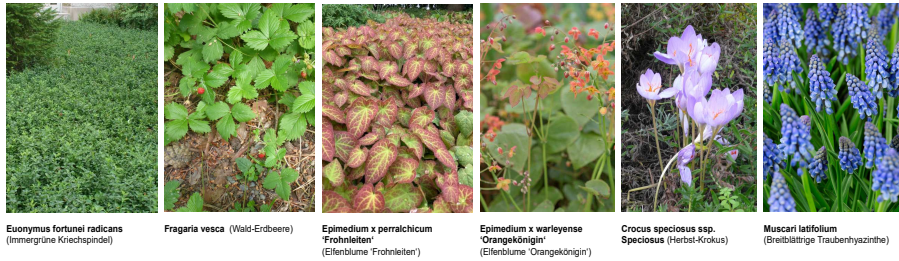 Euonymus fortunei radicans
(Immergrüne Kriechspindel)
Fragaria vesca (Wald-Erdbeere)
Epimedium x perralchicum
‘Frohnleiten‘
(Elfenblume ‘Frohnleiten‘)
Epimedium x warleyense
‘Orangekönigin‘
(Elfenblume ‘Orangekönigin‘)
Crocus speciosus ssp.
Speciosus (Herbst-Krokus)
Muscari latifolium
(Breitblättrige Traubenhyazinthe)